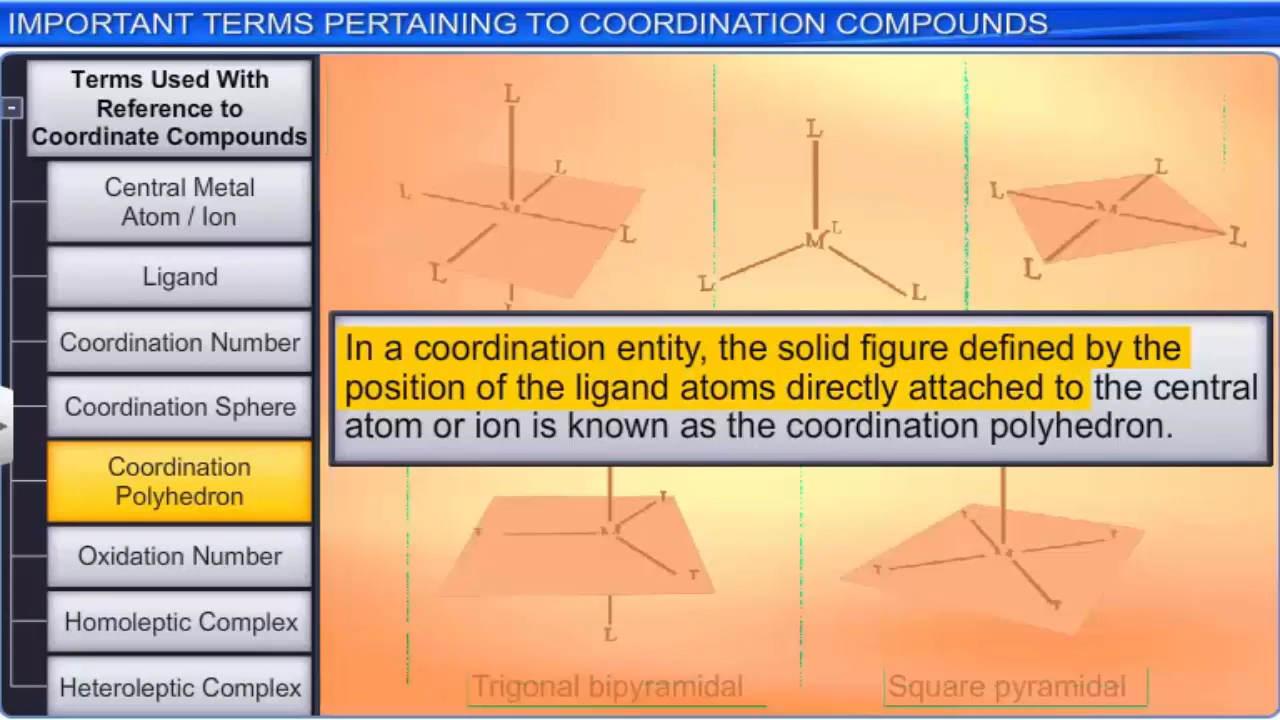 IMPORTANT TERMS PERTAINING TO COORDINATION COMPOUNDS
Terms Used With
Reference to
Coordinate Compounds
Central Metal
Atom / Ion
Ligand
Coordination Number
Coordination Sphere
Coordination
Polyhedron
Oxidation Number
Homoleptic Complex
Heteroleptic Complex
L
L
L
M
L
L
L
M
L
L
L
L
L
M
L
L
In a coordination entity, the solid figure defined by the
position of the ligand atoms directly attached to the central
atom or ion is known as the coordination polyhedron.
M
L
M
Trigonal bipyramidal
Square pyramidal